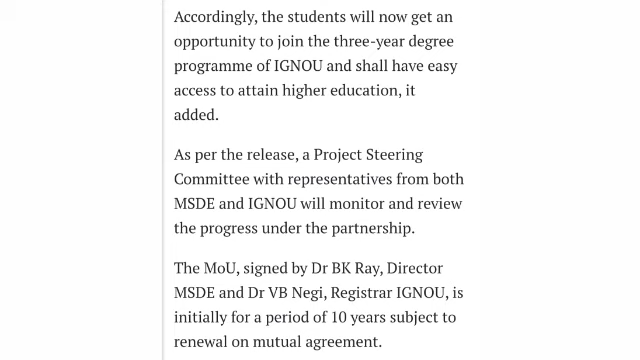 Accordingly, the students will now get an
opportunity to join the three-year degree
programme of IGNOU and shall have easy
access to attain higher education, it
added.
As per the release, a Project Steering
Committee with representatives from both
MSDE and IGNOU will monitor and review
the progress under the partnership.
The MoU, signed by Dr BK Ray, Director
MSDE and Dr VB Negi, Registrar IGNOU, is
initially for a period of 10 years subject to
renewal on mutual agreement.